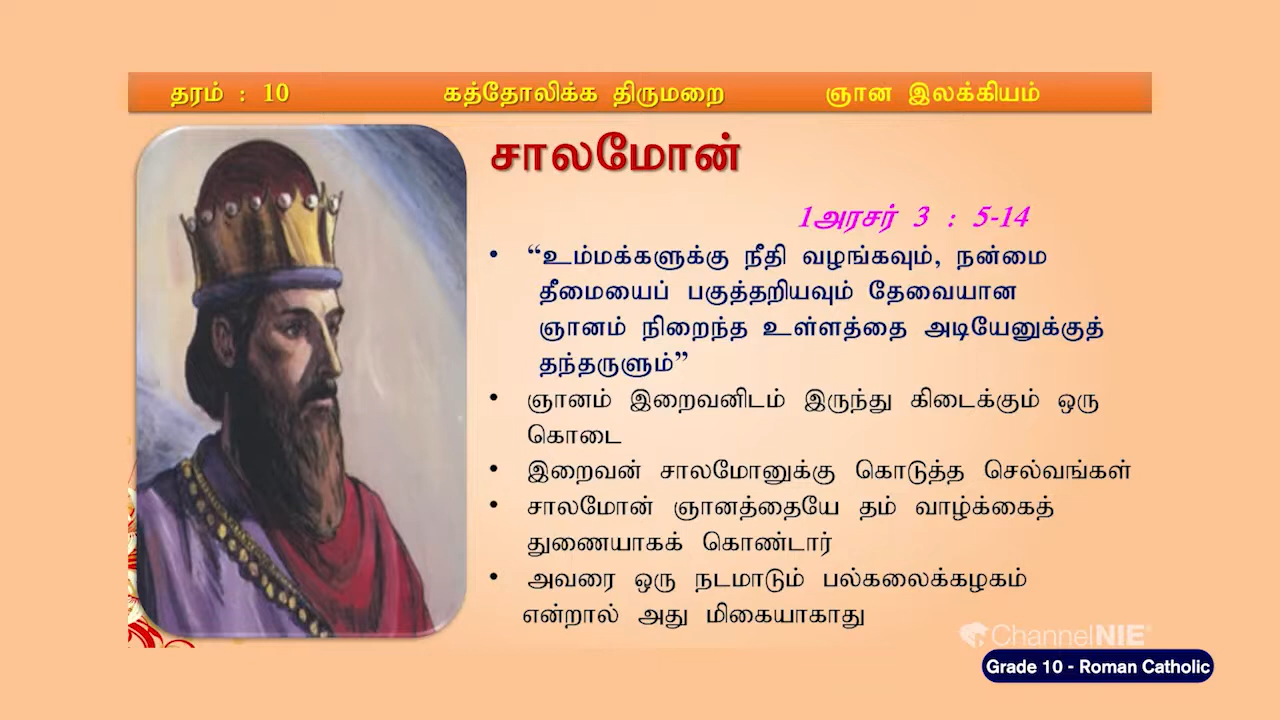 தரம் : 10 கத்தோலிக்க திருமறை ஞான இலக்கியம்
சாலமோன்
1அரசர் 3 : 5-14
• “உம்மக்களுக்கு நீதி வழங்கவும், நன்மை
தீமையைப் பகுத்தறியவும் தேவையான
ஞானம் நிறைந்த உள்ளத்தை அடியேனுக்குத்
தந்தருளும்”
• ஞானம் இறைவனிடம் இருந்து கிடைக்கும் ஒரு
கொடை
• இறைவன் சாலமோனுக்கு கொடுத்த செல்வங்கள்
• சாலமோன் ஞானத்தையே தம் வாழ்க்கைத்
துணையாகக் கொண்டார்
• அவரை ஒரு நடமாடும் பல்கலைக்கழகம்
என்றால் அது மிகையாகாது
ChannelNIE
Grade 10 - Roman Catholic